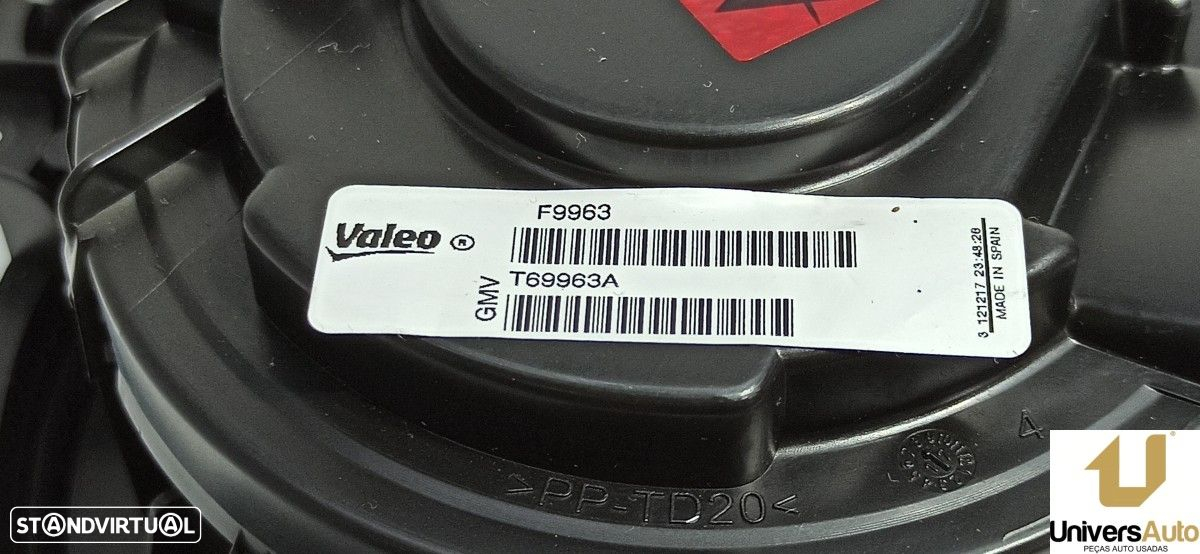 F9963
Valeo ®
T69963A
GMV
3 121217 23:48:28
MADE IN SPAIN
4
>PP-TD20<
STANDVIRTUAL
UniversAuto
PEÇAS AUTO USADAS